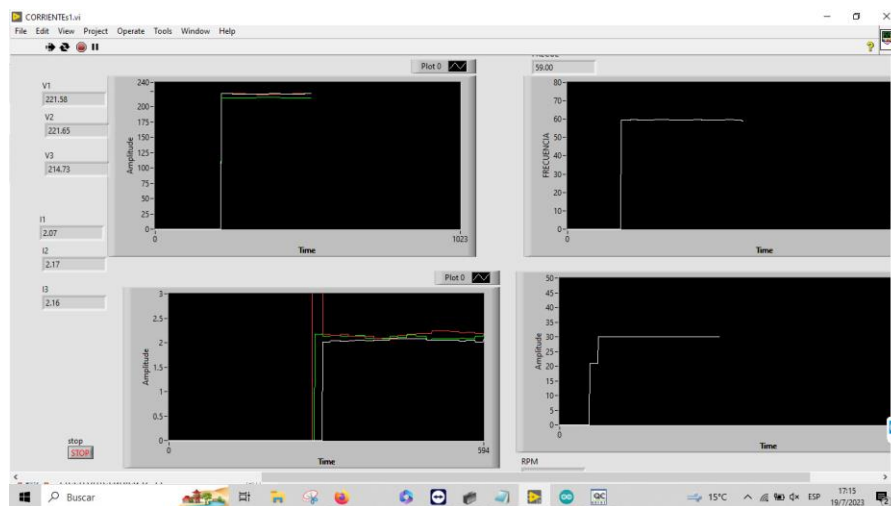 CORRIENTEs1.vi
File Edit View Project Operate Tools Window Help
Plot 0
59.00
V1
221.58
V2
221.65
V3
214.73
I1
2.07
I2
2.17
I3
2.16
240-
200-
175-
150-
125-
100-
75-
50-
25-
0-
Amplitude
0
1023
Time
80-
70-
60-
50-
40-
30-
20-
10-
0-
FRECUENCIA
0
Time
Plot 0
3-
2.5-
2-
1.5-
1-
0.5-
0-
Amplitude
0
594
Time
50-
45-
40-
35-
30-
25-
20-
15-
10-
5-
0-
Amplitude
0
Time
stop
STOP
RPM
Buscar
QC
15°C
ESP
17:15
19/7/2023